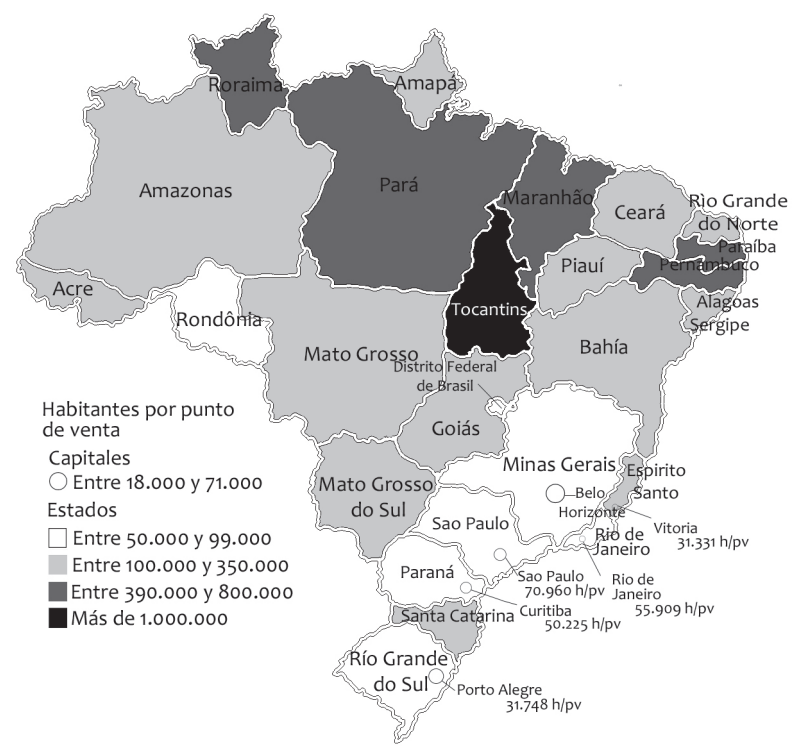 Roraima
Amapá
Amazonas
Pará
Maranhão
Ceará
Rìo Grande
do Norte
Paraíba
Pernambuco
Piauí
Acre
Rondônia
Tocantins
Alagoas
Sergipe
Mato Grosso
Bahía
Distrito Federal
de Brasil
Goiás
Habitantes por punto
de venta
Capitales
Entre 18.000 y 71.000
Estados
Entre 50.000 y 99.000
Entre 100.000 y 350.000
Entre 390.000 y 800.000
Más de 1.000.000
Minas Gerais
Espirito
Santo
Mato Grosso
do Sul
Belo
Horizonte
Sao Paulo
Vitoria
31.331 h/pv
Rio de
Janeiro
Paraná
Sao Paulo
70.960 h/pv
Rio de
Janeiro
55.909 h/pv
Curitiba
50.225 h/pv
Santa Catarina
Río Grande
do Sul
Porto Alegre
31.748 h/pv